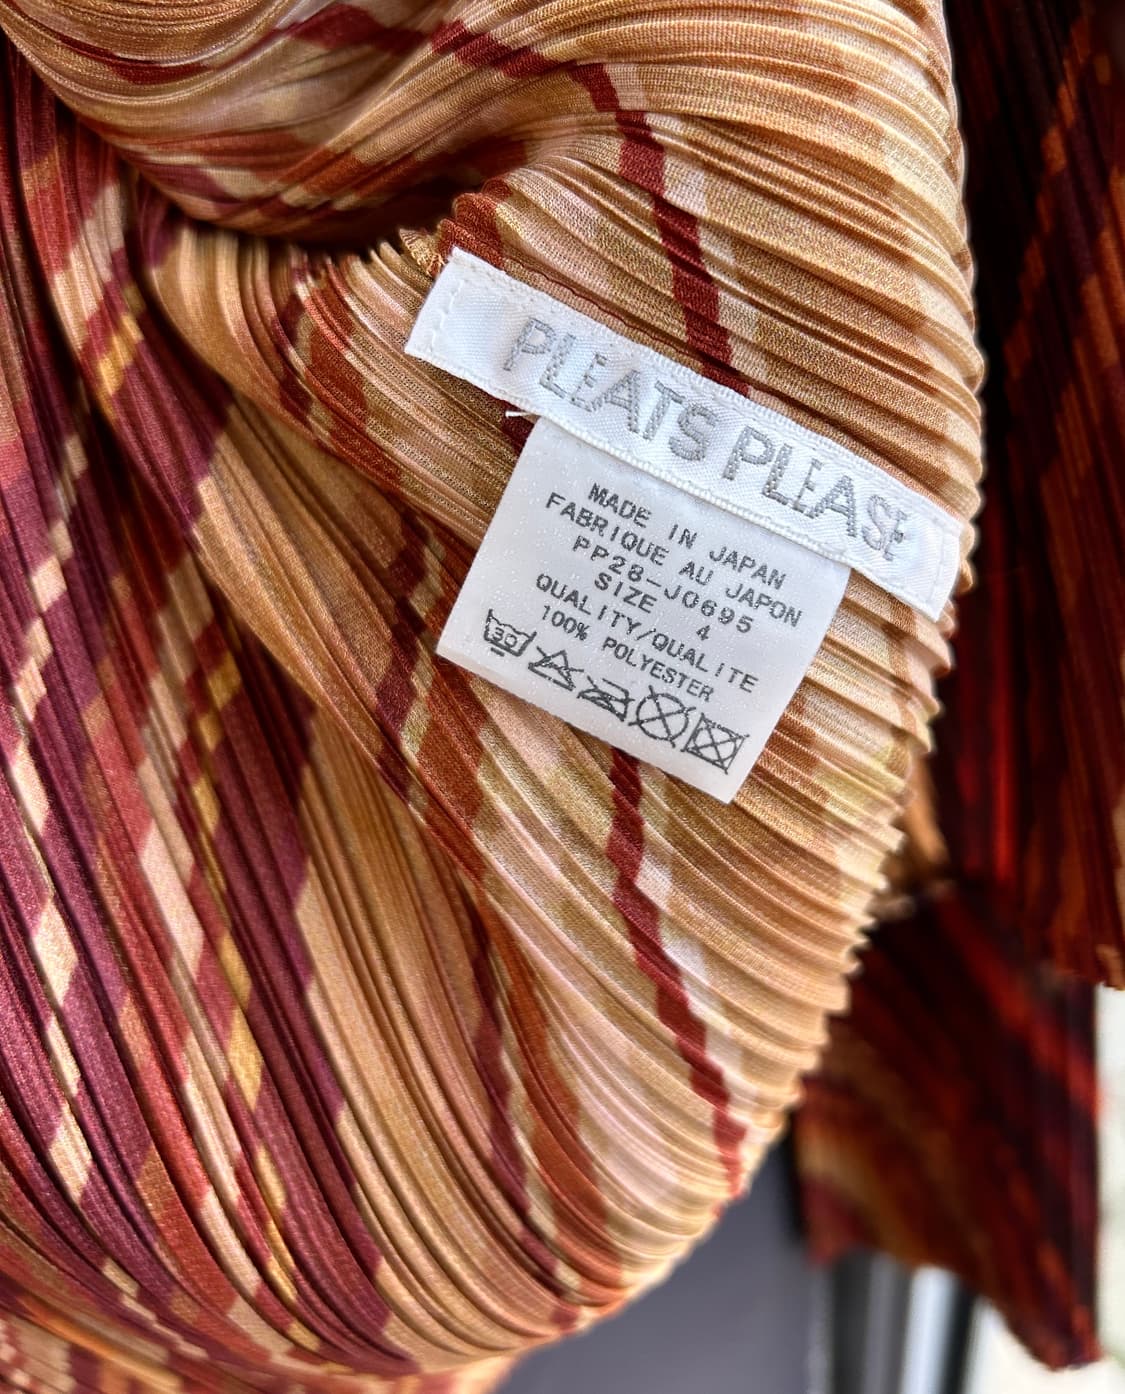 PLEATS PLEASE
MADE IN JAPAN
FABRIQUE AU JAPON
PP28-J0695
SIZE 4
QUALITY/QUALITE
100% POLYESTER
30